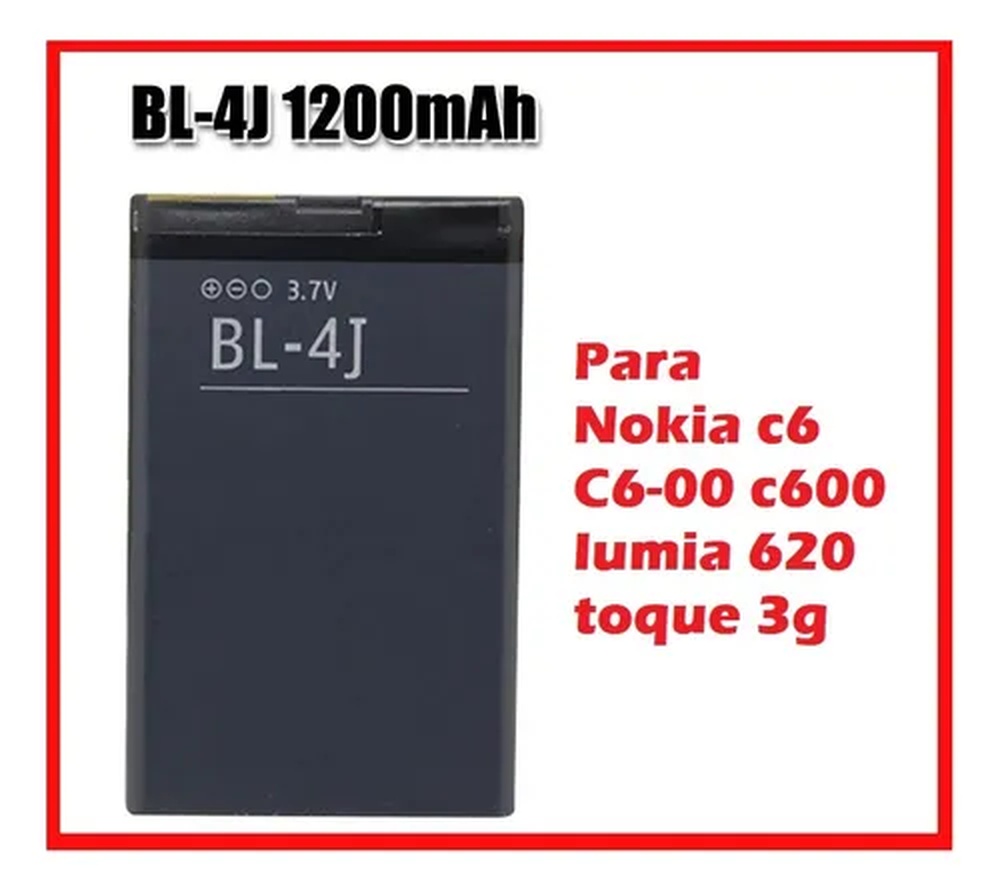 BL-4J 1200mAh
3.7V
BL-4J
Para
Nokia c6
C6-00 c600
lumia 620
toque 3g